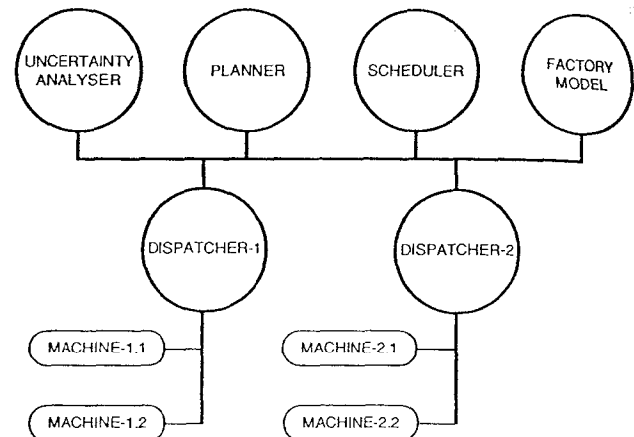 UNCERTAINTY
ANALYSER
PLANNER
SCHEDULER
FACTORY
MODEL
DISPATCHER-1
DISPATCHER-2
MACHINE-1.1
MACHINE-2.1
MACHINE-1.2
MACHINE-2.2